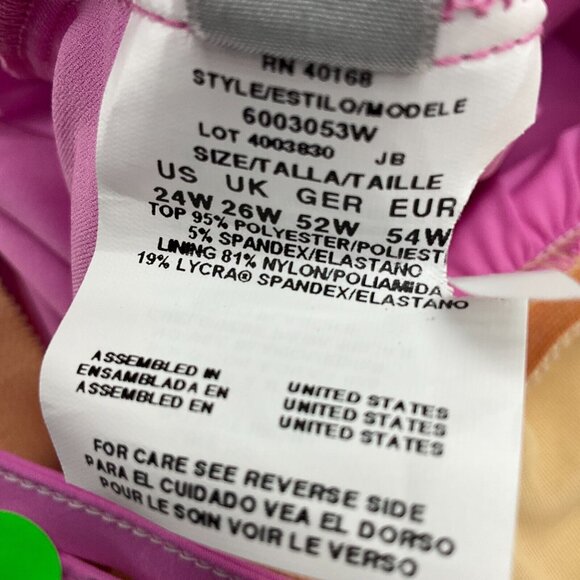 RN 40168
STYLE/ESTILO/MODELE
6003053W
LOT 4003830 JB
SIZE/TALLA/TAILLE
US UK GER EUR
24W 26W 52W 54W
TOP 95% POLYESTER/POLIEST
5% SPANDEX/ELASTANO
LINING 81% NYLON/POLIAMIDA
19% LYCRA® SPANDEX/ELASTANO
ASSEMBLED IN UNITED STATES
ENSAMBLADA EN UNITED STATES
ASSEMBLED EN UNITED STATES
FOR CARE SEE REVERSE SIDE
PARA EL CUIDADO VEA EL DORSO
POUR LE SOIN VOIR LE VERSO